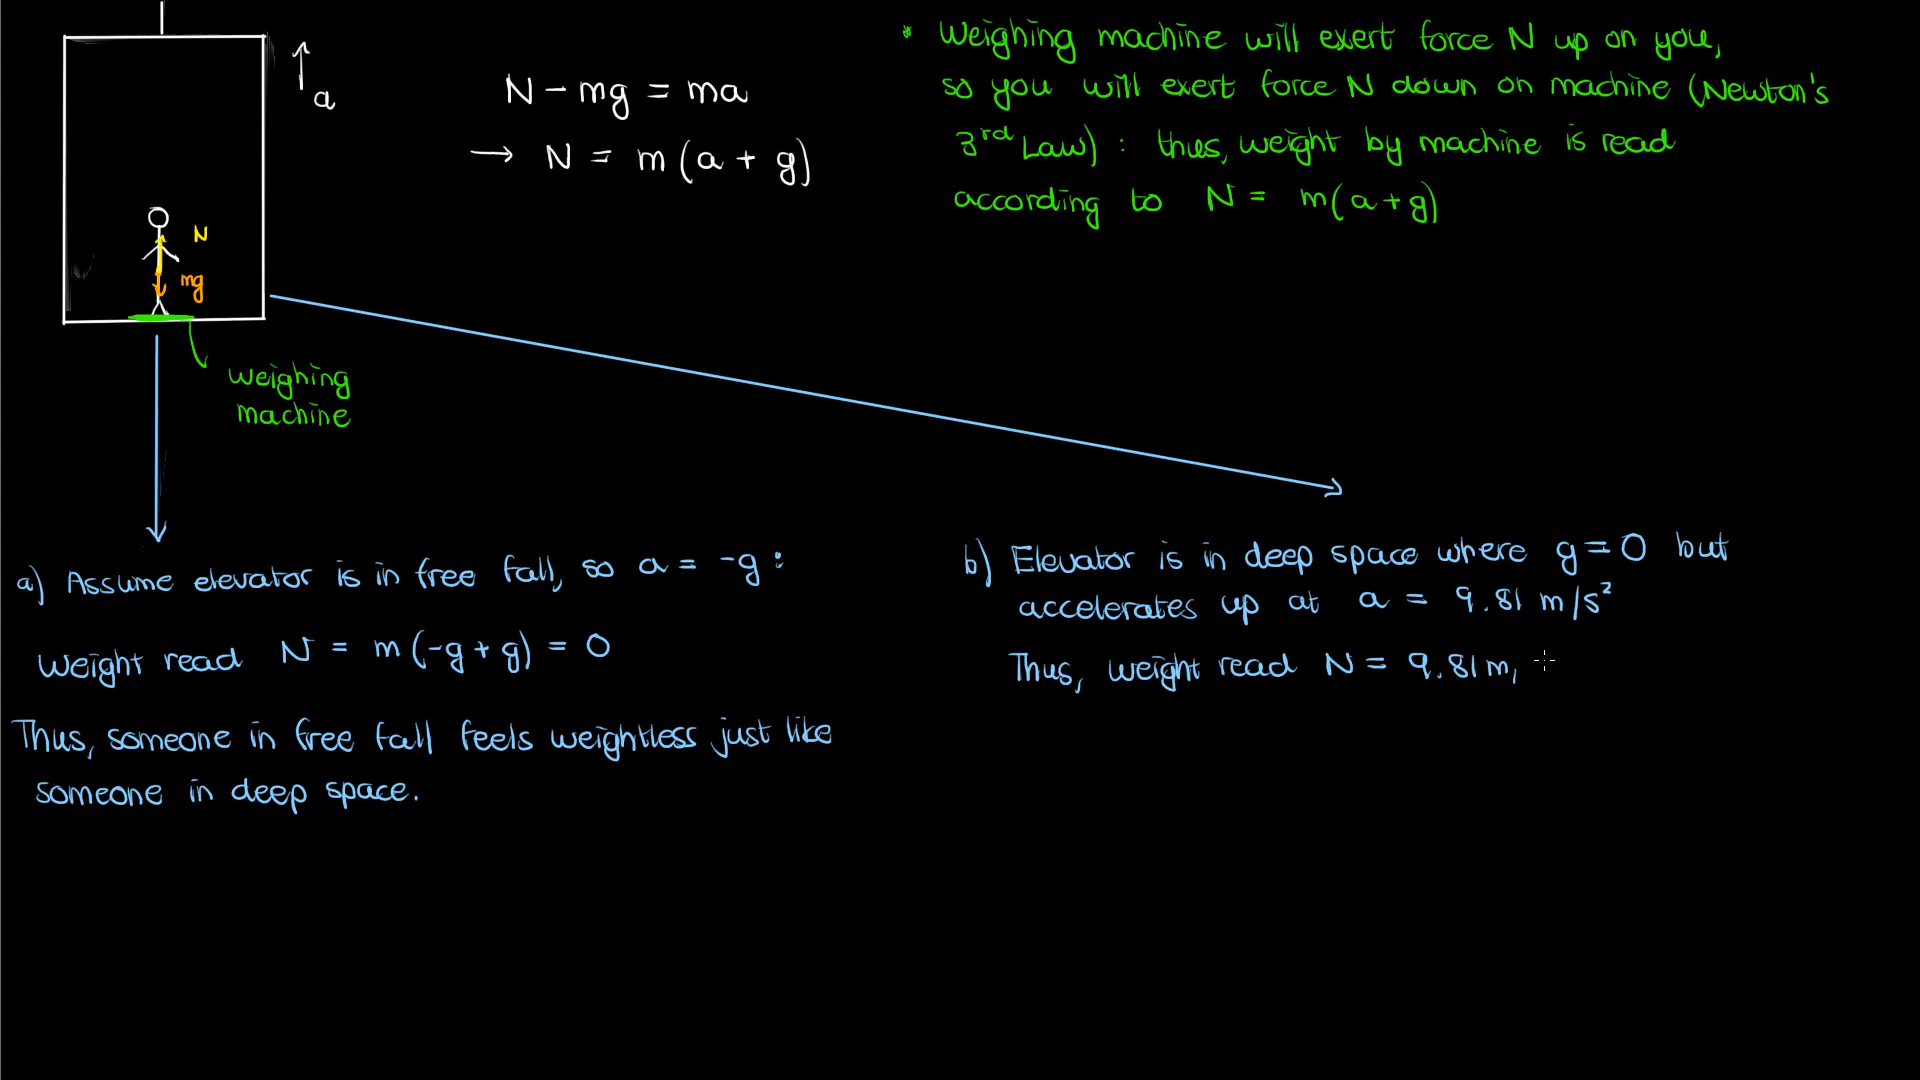 a
N - mg = ma
→ N = m(a + g)
* Weighing machine will exert force N up on you,
so you will exert force N down on machine (Newton's
3rd Law) : thus, weight by machine is read
according to N = m(a+g)
N
mg
weighing
machine
a) Assume elevator is in free fall, so a = -g :
Weight read N = m(-g + g) = 0
Thus, someone in free fall feels weightless just like
someone in deep space.
b) Elevator is in deep space where g = 0 but
accelerates up at a = 9.81 m/s²
Thus, weight read N = 9.81m,